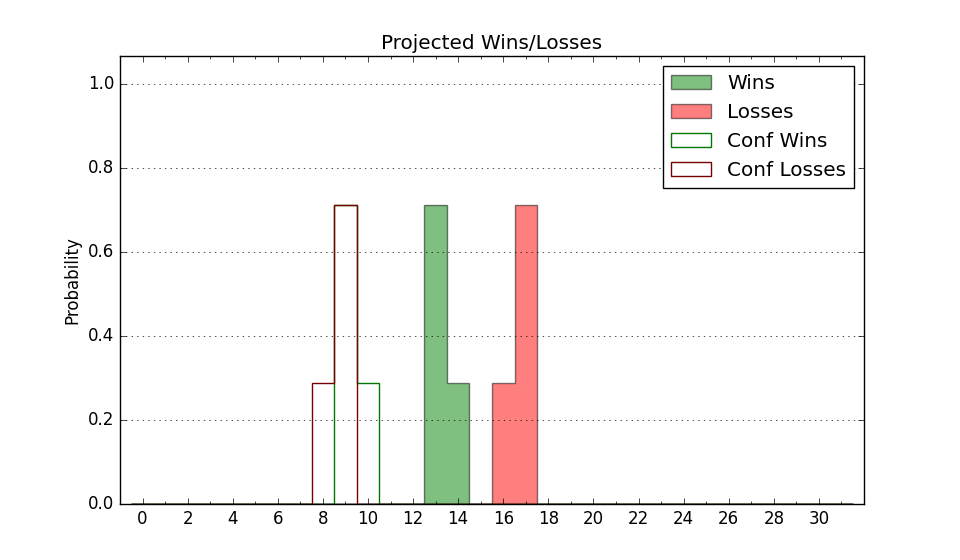 Projected Wins/Losses
Wins
Losses
Conf Wins
Conf Losses
Probability
1.0
0.8
0.6
0.4
0.2
0.0
0 2 4 6 8 10 12 14 16 18 20 22 24 26 28 30